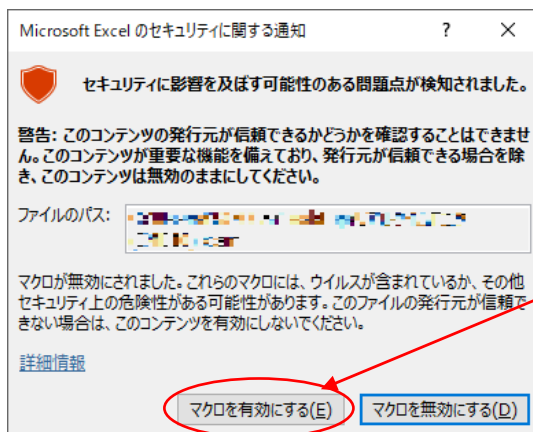 Microsoft Excel のセキュリティに関する通知 ? ×
セキュリティに影響を及ぼす可能性のある問題点が検知されました。
警告: このコンテンツの発行元が信頼できるかどうかを確認することはできませ
ん。このコンテンツが重要な機能を備えており、発行元が信頼できる場合を除
き、このコンテンツは無効のままにしてください。
ファイルのパス:
マクロが無効にされました。これらのマクロには、ウイルスが含まれているか、その他
セキュリティ上の危険性がある可能性があります。このファイルの発行元が信頼で
きない場合は、このコンテンツを有効にしないでください。
詳細情報
マクロを有効にする(E) マクロを無効にする(D)